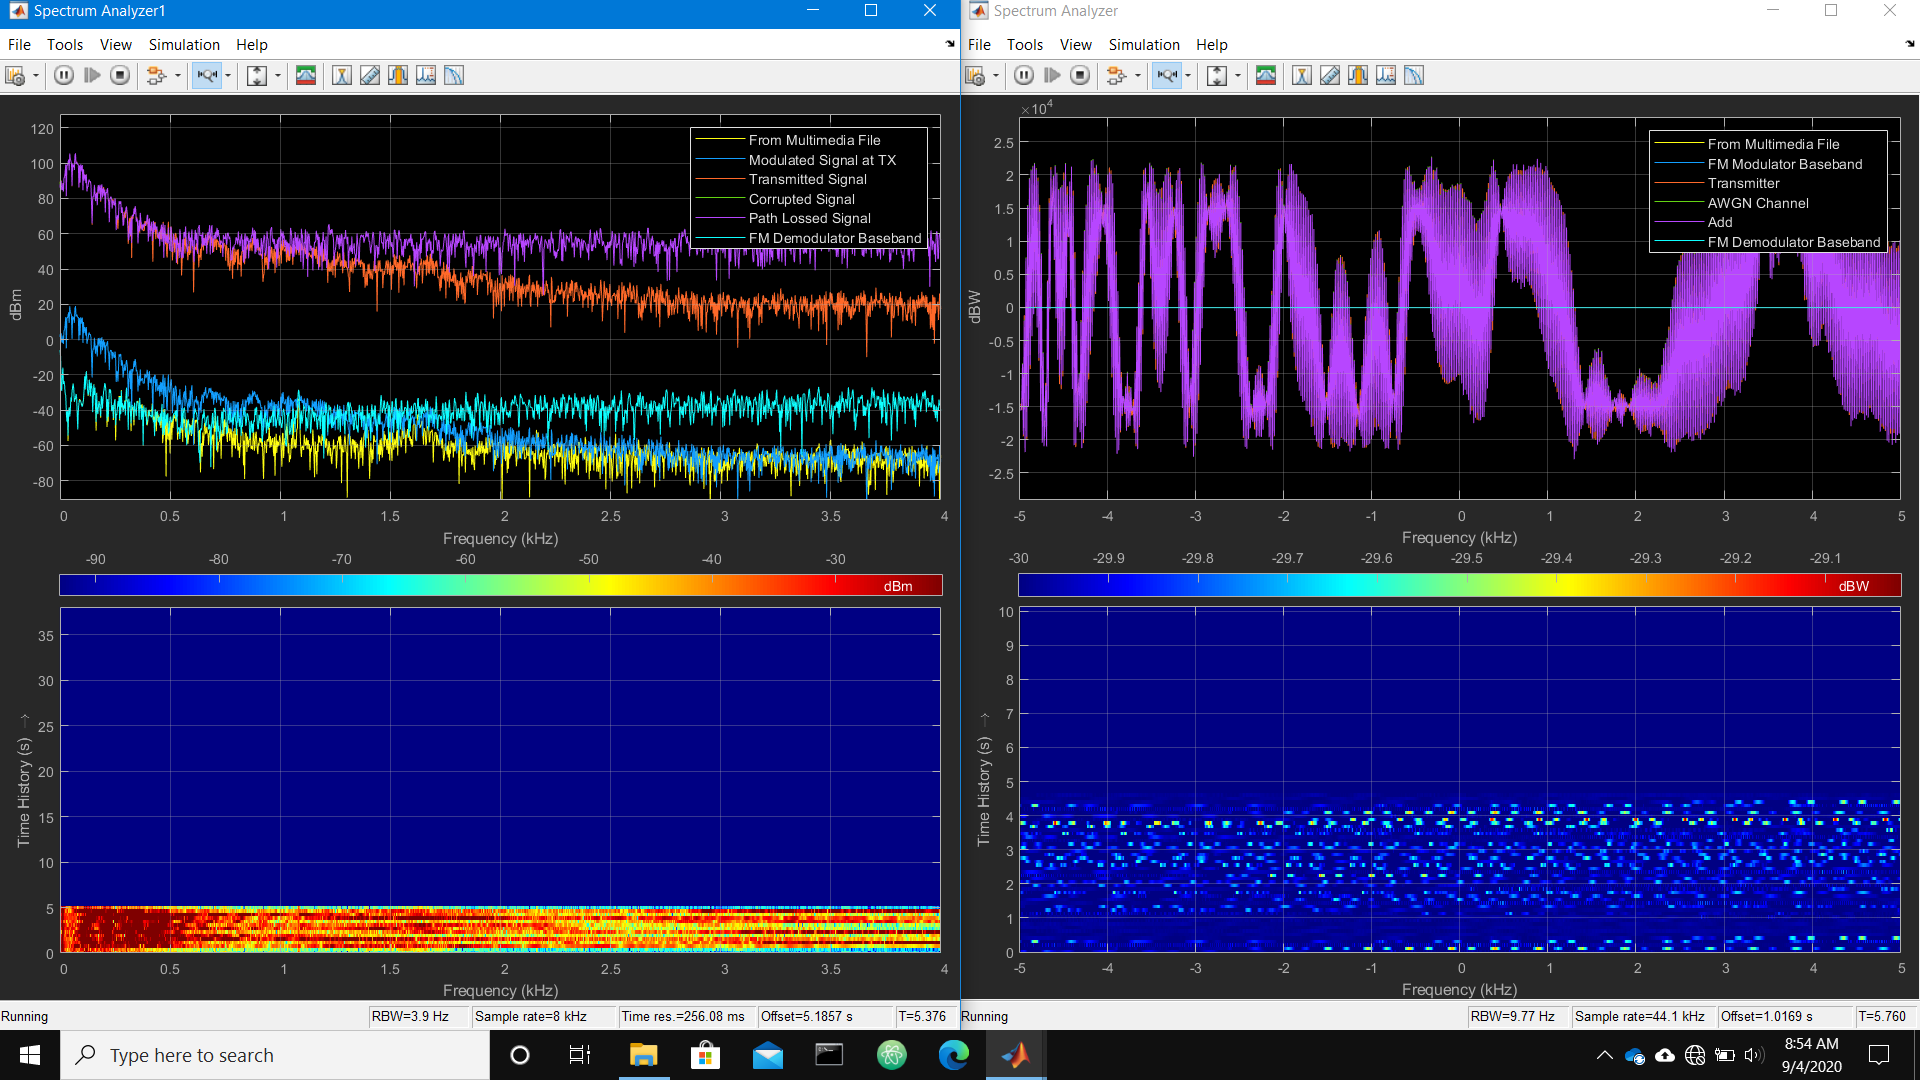 Spectrum Analyzer1
File Tools View Simulation Help
120
100
80
60
40
20
0
-20
-40
-60
-80
dBm
From Multimedia File
Modulated Signal at TX
Transmitted Signal
Corrupted Signal
Path Lossed Signal
FM Demodulator Baseband
0 0.5 1 1.5 2 2.5 3 3.5 4
Frequency (kHz)
-90 -80 -70 -60 -50 -40 -30
dBm
35
30
25
20
15
10
5
0
Time History (s) →
0 0.5 1 1.5 2 2.5 3 3.5 4
Frequency (kHz)
Running RBW=3.9 Hz Sample rate=8 kHz Time res.=256.08 ms Offset=5.1857 s T=5.376
Spectrum Analyzer
File Tools View Simulation Help
×10⁴
2.5
2
1.5
1
0.5
0
-0.5
-1
-1.5
-2
-2.5
dBW
From Multimedia File
FM Modulator Baseband
Transmitter
AWGN Channel
Add
FM Demodulator Baseband
-5 -4 -3 -2 -1 0 1 2 3 4 5
Frequency (kHz)
-30 -29.9 -29.8 -29.7 -29.6 -29.5 -29.4 -29.3 -29.2 -29.1
dBW
10
9
8
7
6
5
4
3
2
1
0
Time History (s) →
-5 -4 -3 -2 -1 0 1 2 3 4 5
Frequency (kHz)
Running RBW=9.77 Hz Sample rate=44.1 kHz Offset=1.0169 s T=5.760
Type here to search
8:54 AM
9/4/2020